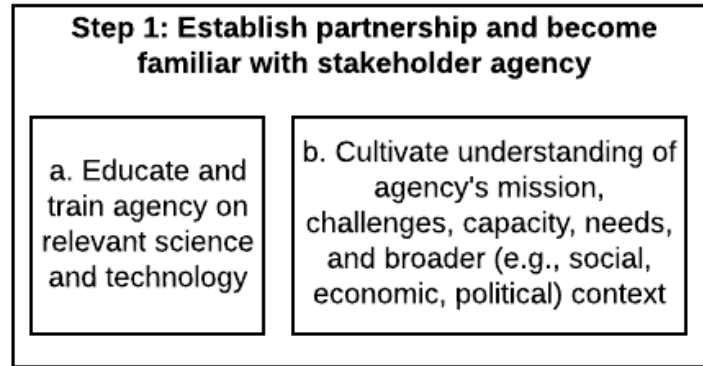 Step 1: Establish partnership and become
familiar with stakeholder agency
a. Educate and
train agency on
relevant science
and technology
b. Cultivate understanding of
agency's mission,
challenges, capacity, needs,
and broader (e.g., social,
economic, political) context